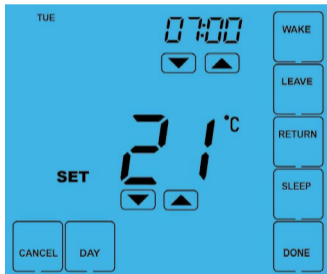 TUE
07:00
WAKE
LEAVE
21 °C
RETURN
SET
SLEEP
CANCEL
DAY
DONE